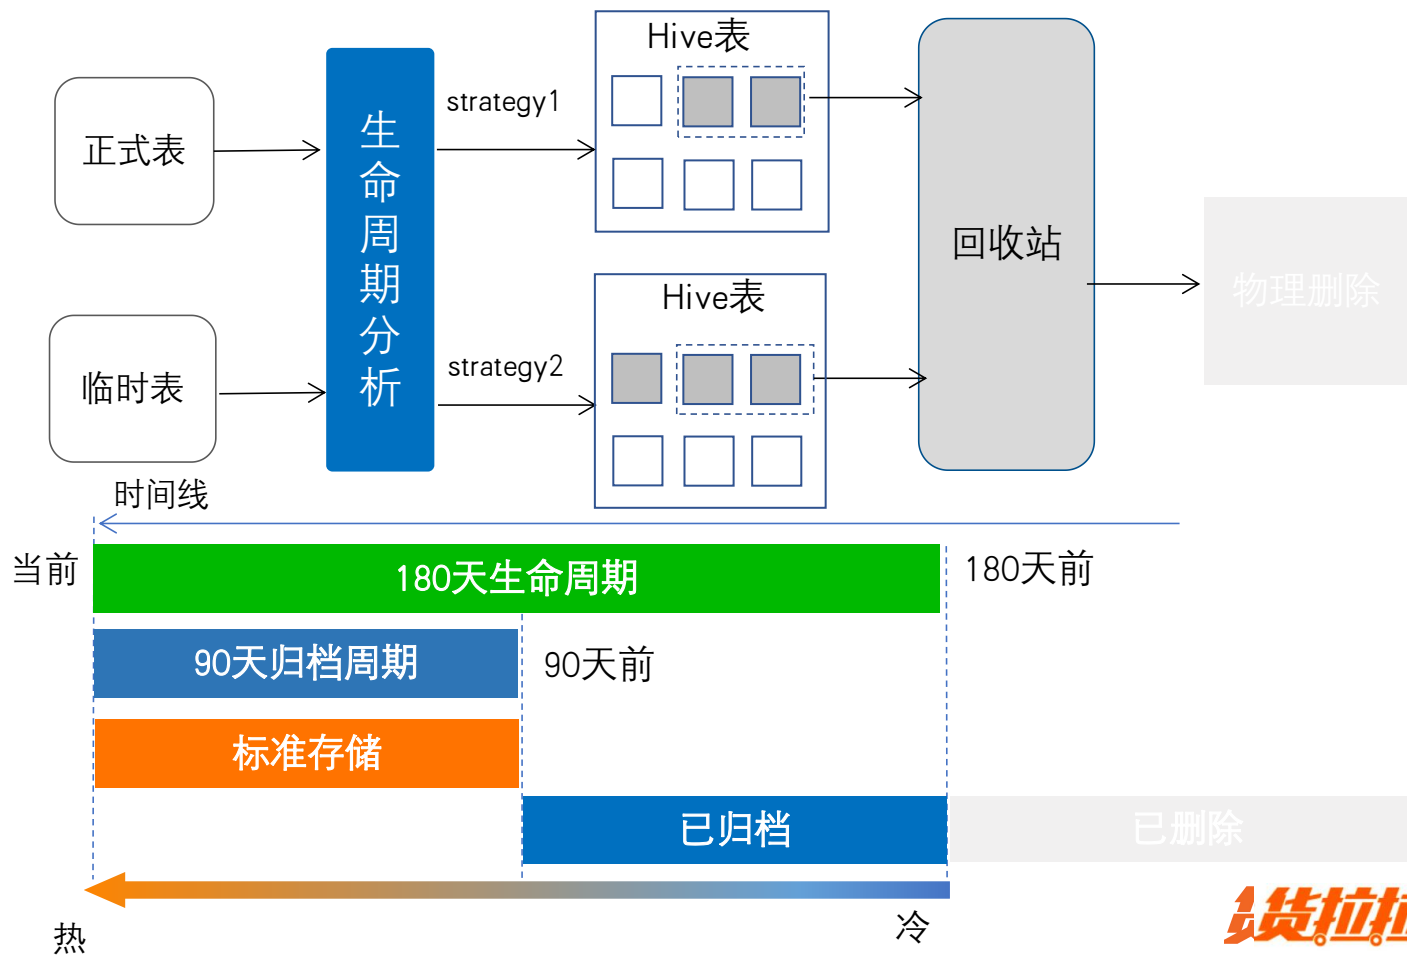 Hive表
strategy1
正式表
生命周期分析
回收站
物理删除
Hive表
strategy2
临时表
时间线
当前
180天生命周期
180天前
90天归档周期
90天前
标准存储
已归档
已删除
热
冷
货拉拉